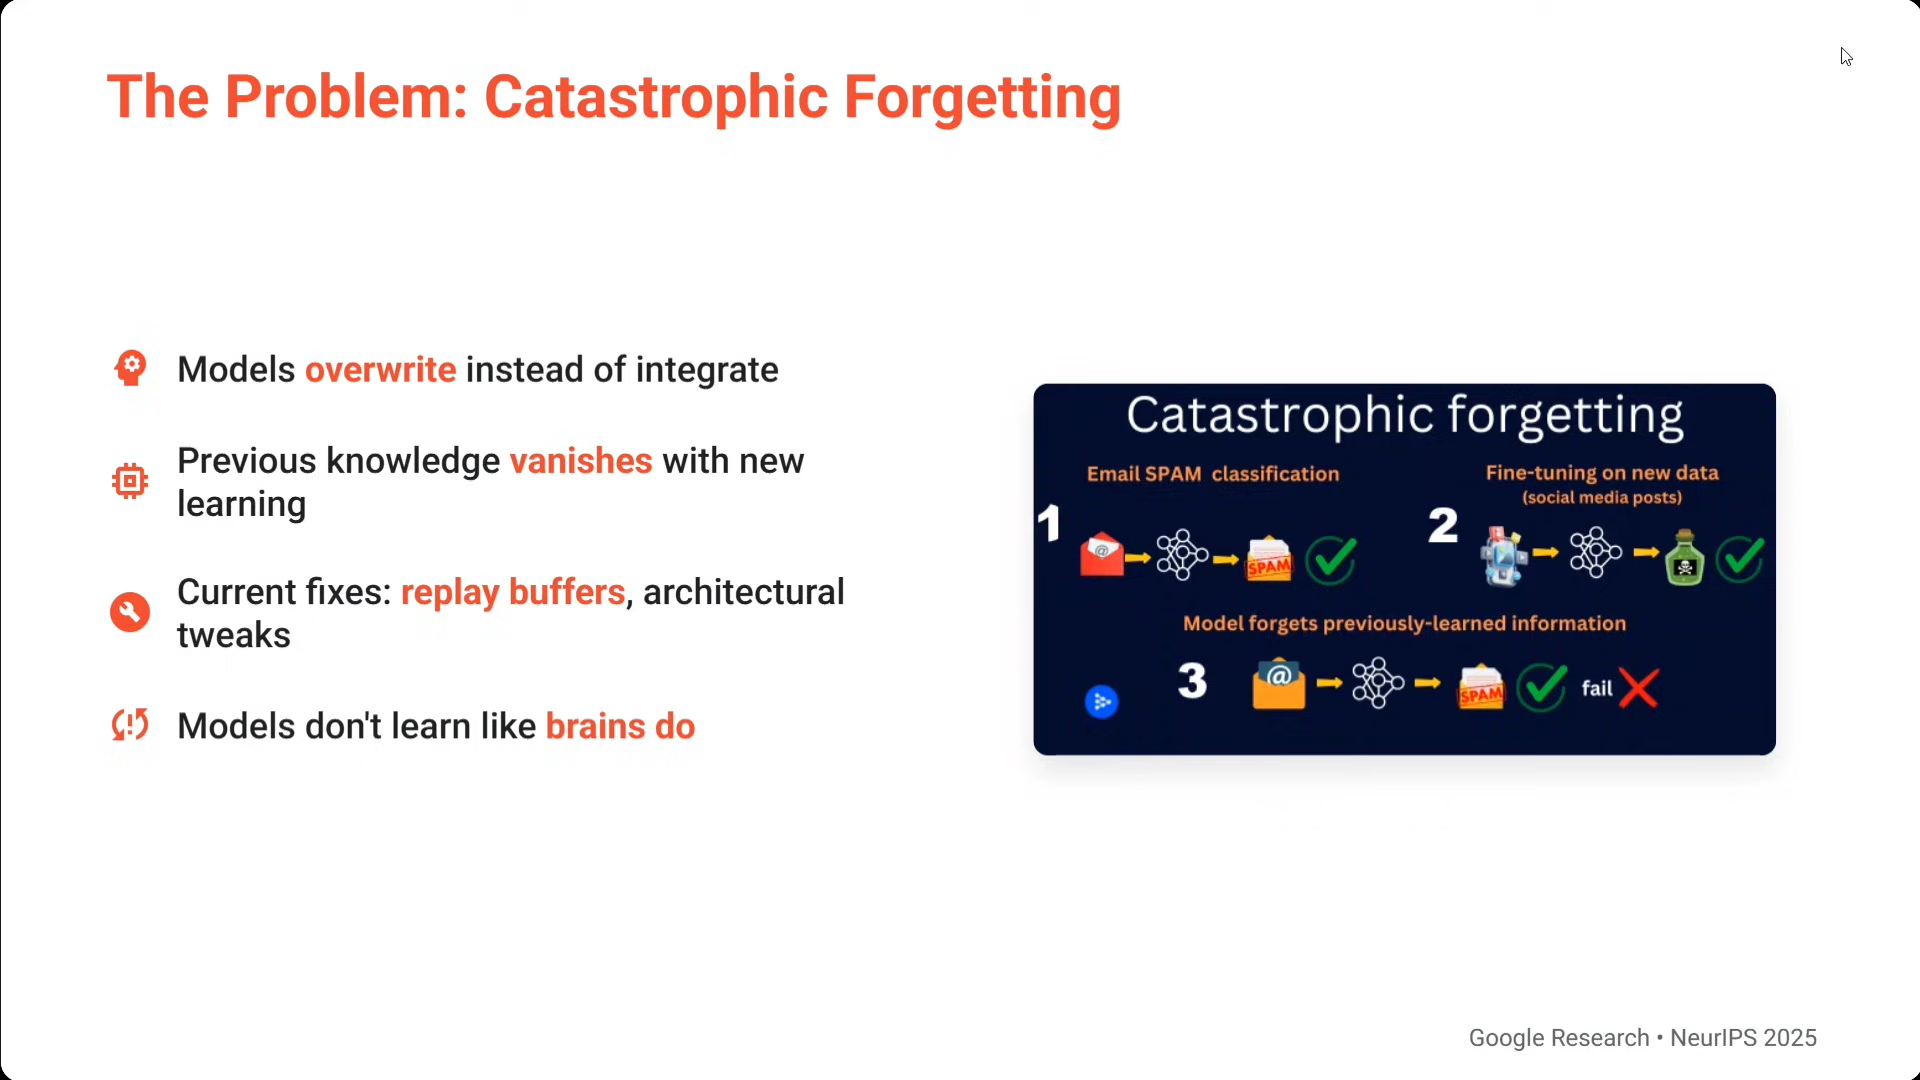 The Problem: Catastrophic Forgetting
Models overwrite instead of integrate
Previous knowledge vanishes with new
learning
Current fixes: replay buffers, architectural
tweaks
Models don't learn like brains do
Catastrophic forgetting
Email SPAM classification
1
@
SPAM
Fine-tuning on new data
(social media posts)
2
Model forgets previously-learned information
3
@
SPAM
fail
Google Research • NeurIPS 2025